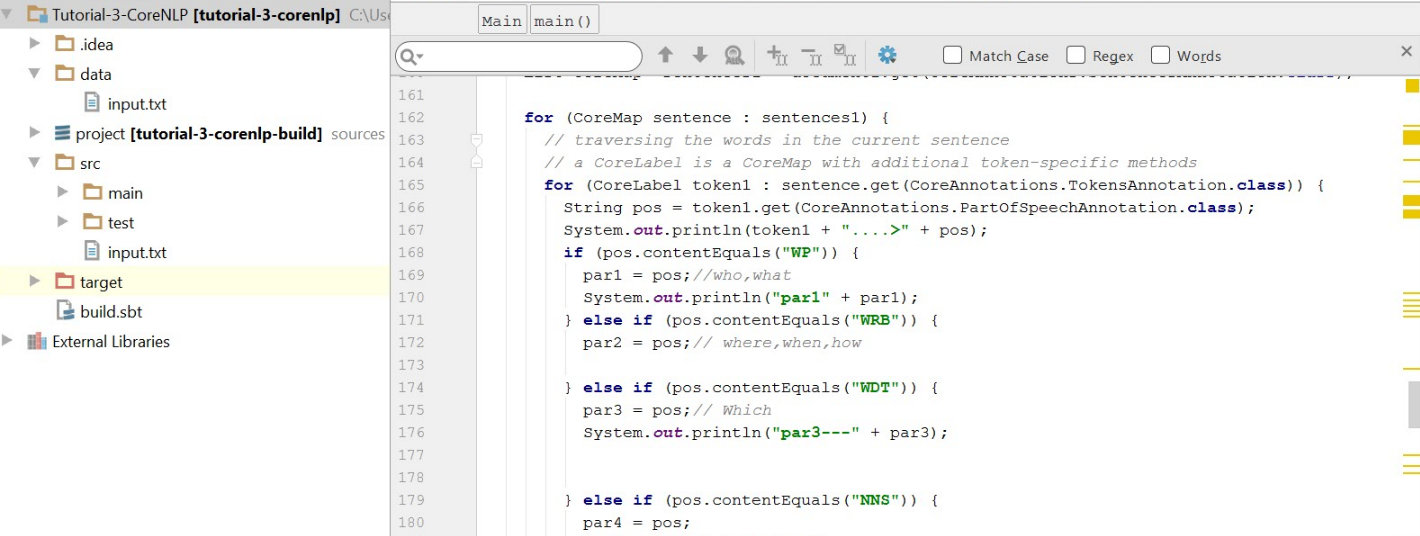 Tutorial-3-CoreNLP [tutorial-3-corenlp] C:\Use
.idea
data
input.txt
project [tutorial-3-corenlp-build] sources
src
main
test
input.txt
target
build.sbt
External Libraries
Main main()
Match Case Regex Words
161
162 for (CoreMap sentence : sentences1) {
163 // traversing the words in the current sentence
164 // a CoreLabel is a CoreMap with additional token-specific methods
165 for (CoreLabel token1 : sentence.get(CoreAnnotations.TokensAnnotation.class)) {
166 String pos = token1.get(CoreAnnotations.PartOfSpeechAnnotation.class);
167 System.out.println(token1 + "....>" + pos);
168 if (pos.contentEquals("WP")) {
169 par1 = pos;//who,what
170 System.out.println("par1" + par1);
171 } else if (pos.contentEquals("WRB")) {
172 par2 = pos;// where,when,how
173
174 } else if (pos.contentEquals("WDT")) {
175 par3 = pos;// Which
176 System.out.println("par3---" + par3);
177
178
179 } else if (pos.contentEquals("NNS")) {
180 par4 = pos;